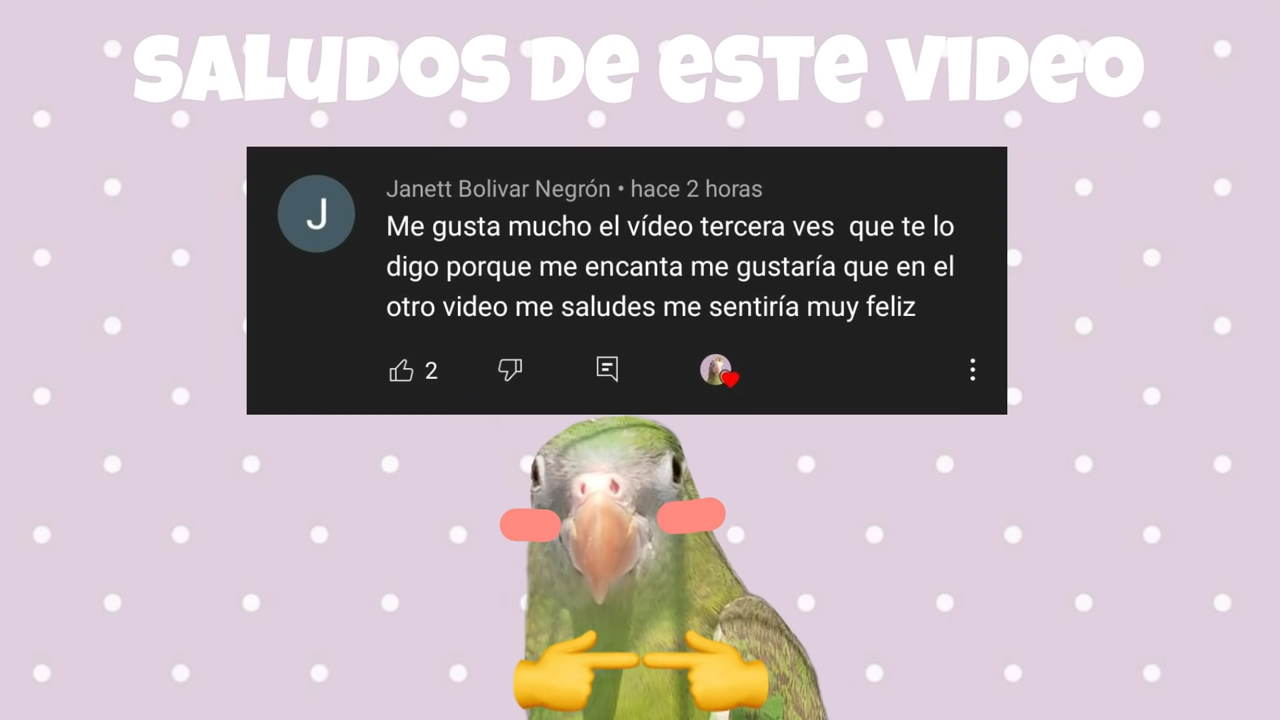 SALUDOS DE ESTE VIDEO
Janett Bolivar Negrón • hace 2 horas
J
Me gusta mucho el vídeo tercera ves  que te lo
digo porque me encanta me gustaría que en el
otro video me saludes me sentiría muy feliz
2